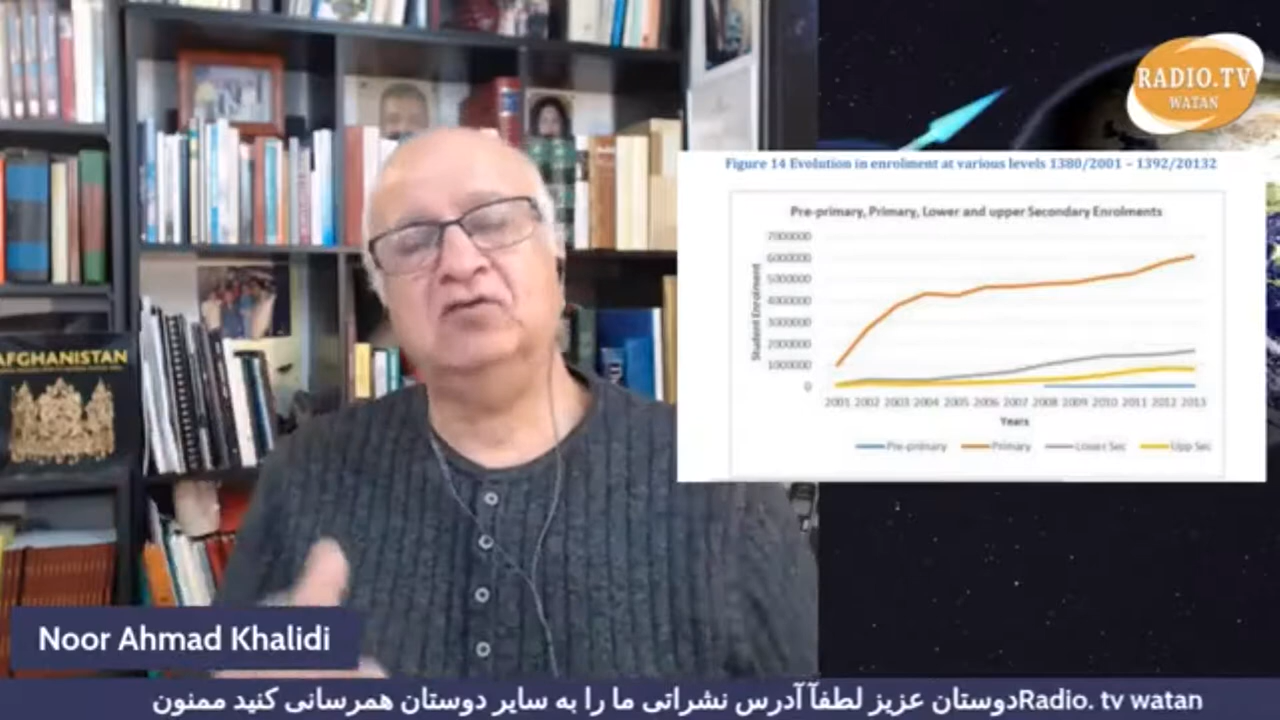 RADIO.TV
WATAN
Figure 14 Evolution in enrolment at various levels 1380/2001 – 1392/20132
Pre-primary, Primary, Lower and upper Secondary Enrolments
7000000
6000000
5000000
4000000
3000000
2000000
1000000
0
Student Enrolment
2001 2002 2003 2004 2005 2006 2007 2008 2009 2010 2011 2012 2013
Years
Pre-primary Primary Lower Sec Upp Sec
AFGHANISTAN
Noor Ahmad Khalidi
دوستان عزیز لطفآ آدرس نشراتی ما را به سایر دوستان همرسانی کنید ممنون Radio. tv watan